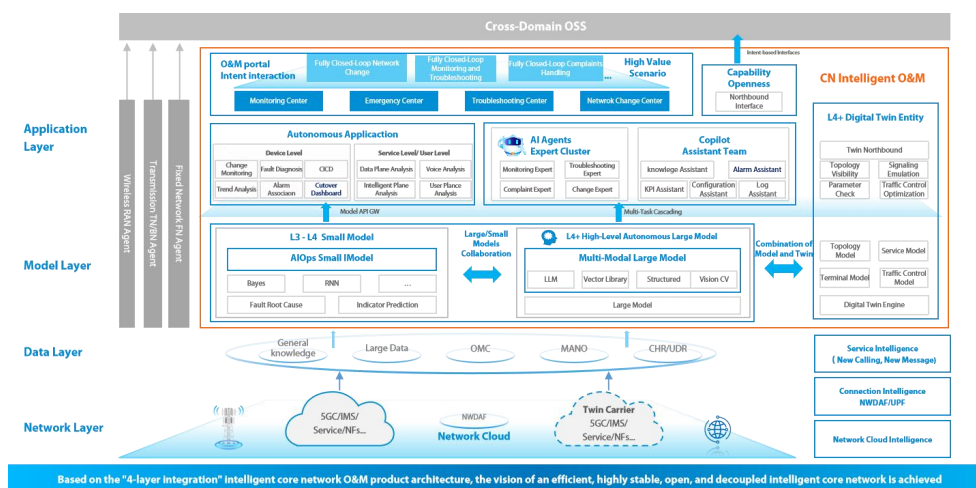 Cross-Domain OSS
Intent-based Interfaces
O&M portal
Intent interaction
Fully Closed-Loop Network
Change
Fully Closed-Loop
Monitoring and
Troubleshooting
Fully Closed-Loop Complaints
Handling
...
High Value
Scenario
Monitoring Center
Emergency Center
Troubleshooting Center
Netwrok Change Center
Capability
Openness
Northbound
Interface
CN Intelligent O&M
Application
Layer
Wireless RAN Agent
Transmission TN/BN Agent
Fixed Network FN Agent
Autonomous Application
Device Level
Change
Monitoring
Fault Diagnosis
CICD
Trend Analysis
Alarm
Associcion
Cutover
Dashboard
Service Level/ User Level
Data Plane Analysis
Voice Analysis
Intelligent Plane
Analysis
User Plance
Analysis
AI Agents
Expert Cluster
Monitoring Expert
Troubleshooting
Expert
Complaint Expert
Change Expert
Copilot
Assistant Team
Knowlege Assistant
Alarm Assistant
KPI Assistant
Configuration
Assistant
Log
Assistant
L4+ Digital Twin Entity
Twin Northbound
Topology
Visibility
Signaling
Emulation
Parameter
Check
Traffic Control
Optimization
Model API GW
Multi-Task Cascading
Model Layer
L3 - L4 Small Model
AIOps Small IModel
Bayes
RNN
...
Fault Root Cause
Indicator Prediction
Large/Small
Models
Collaboration
L4+ High-Level Autonomous Large Model
Multi-Modal Large Model
LLM
Vector Library
Structured
Vision CV
Large Model
Combination of
Model and Twin
Topology
Model
Service Model
Terminal Model
Traffic Control
Model
Digital Twin Engine
Data Layer
General
knowledge
Large Data
OMC
MANO
CHR/UDR
Service Intelligence
( New Calling, New Message)
Connection Intelligence
NWDAF/UPF
Network Cloud Intelligence
Network Layer
5GC/IMS/
Service/NFs...
NWDAF
Network Cloud
Twin Carrier
5GC/IMS/
Service/NFs...
Based on the "4-layer integration" intelligent core network O&M product architecture, the vision of an efficient, highly stable, open, and decoupled intelligent core network is achieved